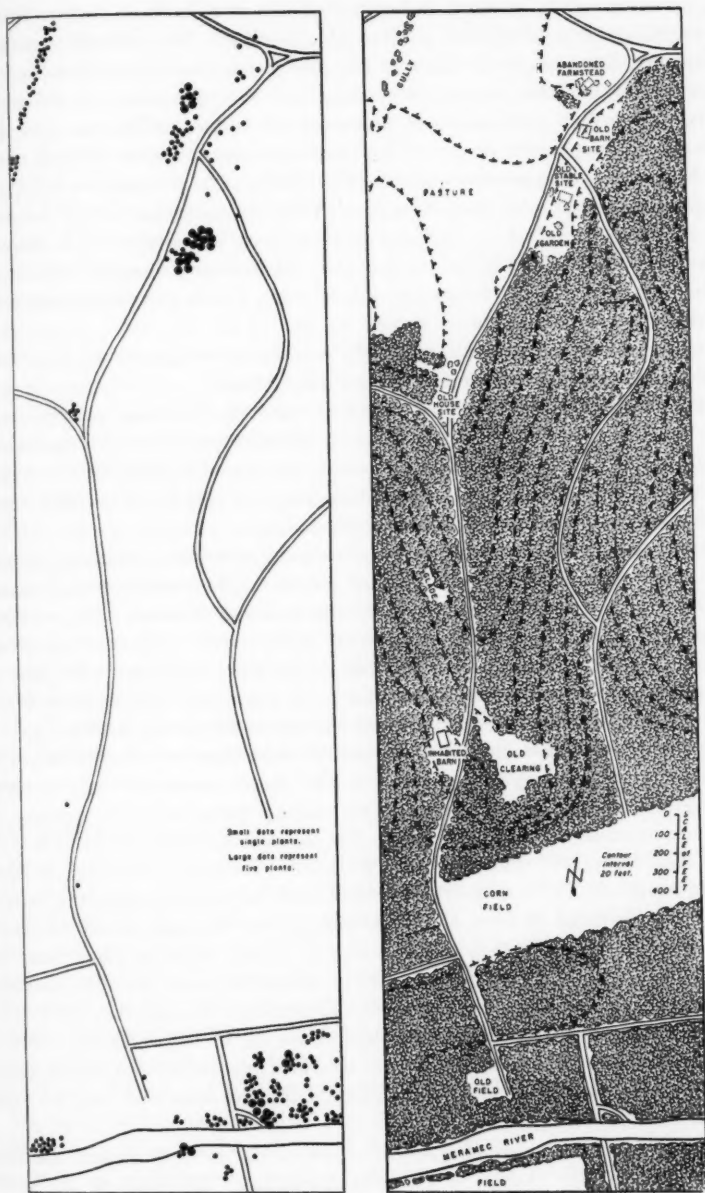 Small dots represent
single plants.
Large dots represent
five plants.
GULLY
ABANDONED
FARMSTEAD
OLD
BARN
SITE
OLD
STABLE
SITE
PASTURE
OLD
GARDEN
OLD
HOUSE
SITE
GLADE
INHABITED
BARN
OLD
CLEARING
0
100
200
300
400
SCALE of FEET
Contour
interval
20 feet.
N
CORN
FIELD
OLD
FIELD
MERAMEC RIVER
FIELD